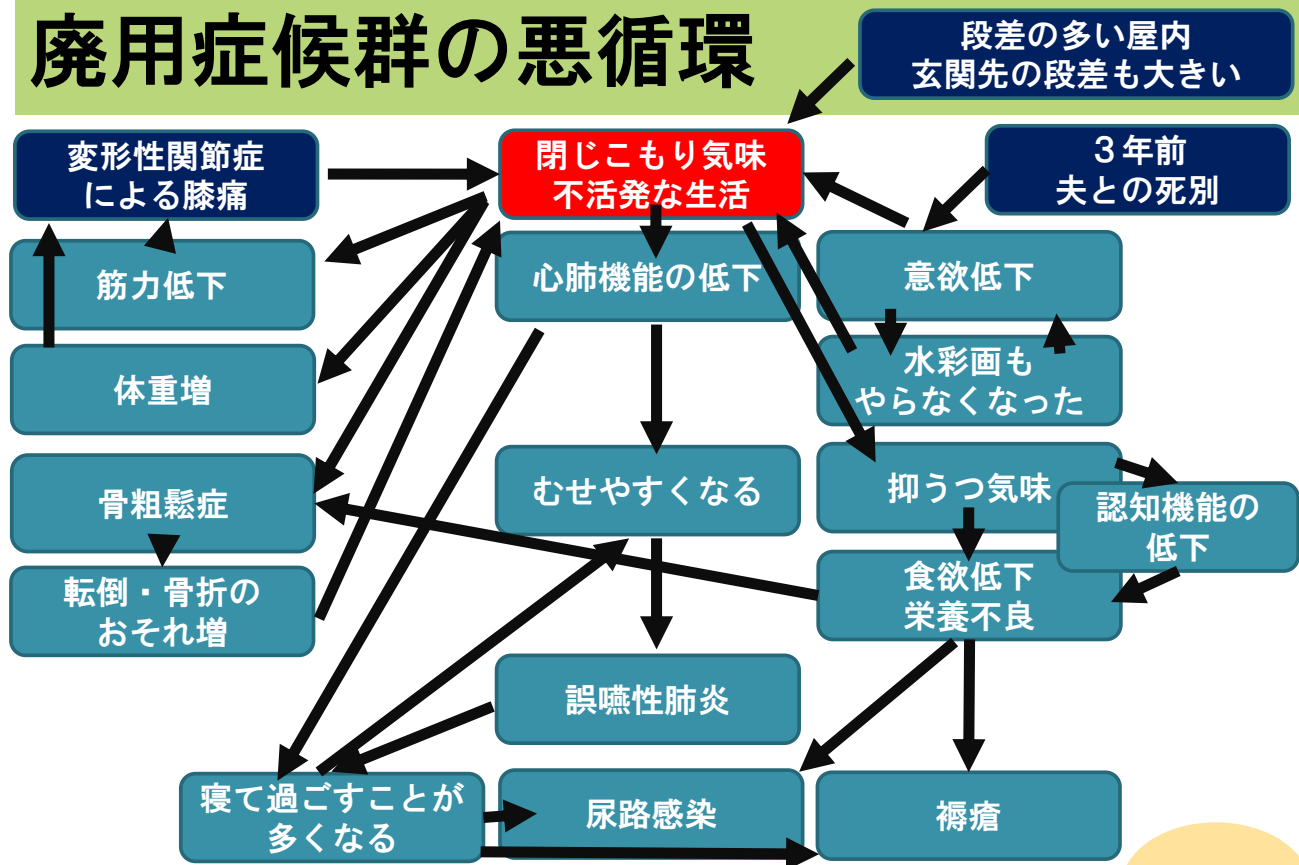 廃用症候群の悪循環
段差の多い屋内
玄関先の段差も大きい
変形性関節症
による膝痛
閉じこもり気味
不活発な生活
３年前
夫との死別
筋力低下
心肺機能の低下
意欲低下
体重増
水彩画も
やらなくなった
骨粗鬆症
むせやすくなる
抑うつ気味
認知機能の
低下
転倒・骨折の
おそれ増
食欲低下
栄養不良
誤嚥性肺炎
寝て過ごすことが
多くなる
尿路感染
褥瘡